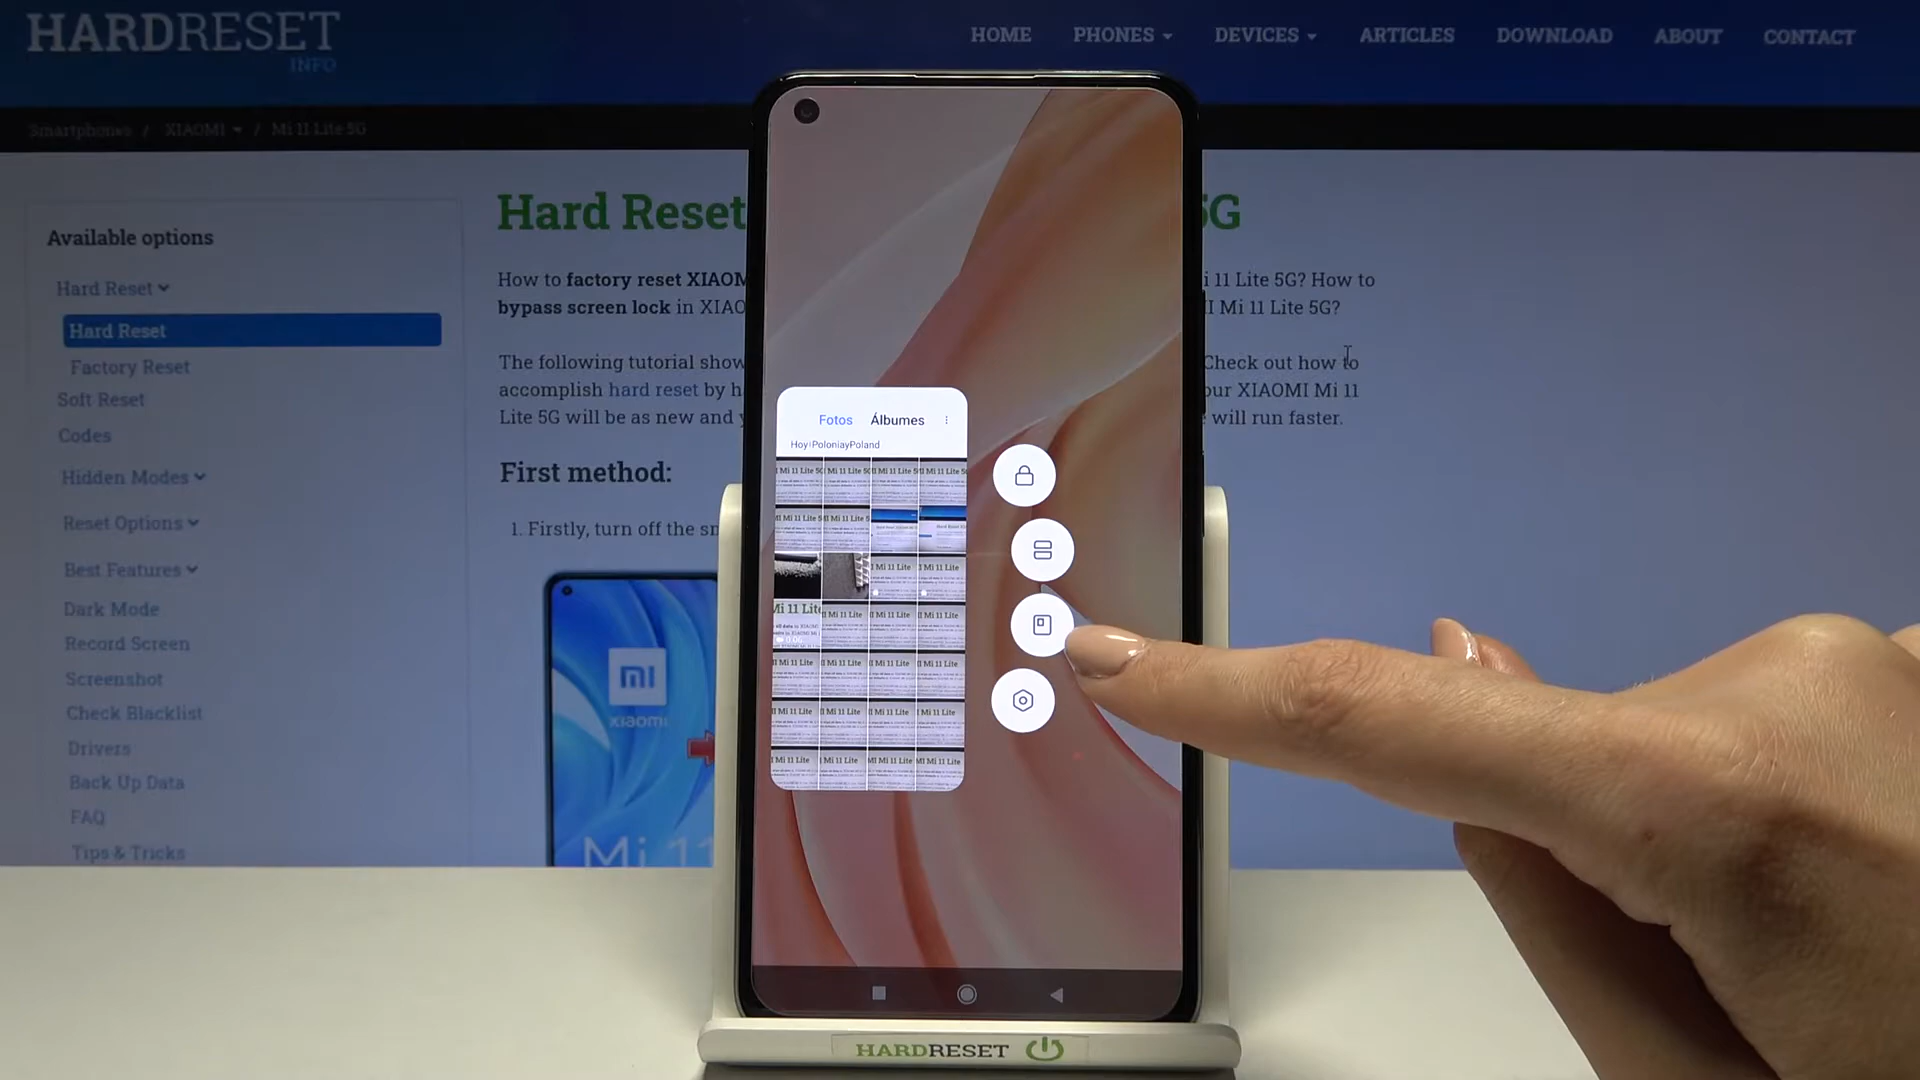 HARDRESET
INFO
HOME
PHONES
DEVICES
ARTICLES
DOWNLOAD
ABOUT
CONTACT
Smartphones / XIAOMI / Mi 11 Lite 5G
Available options
Hard Reset
Hard Reset
Factory Reset
Soft Reset
Codes
Hidden Modes
Reset Options
Best Features
Dark Mode
Record Screen
Screenshot
Check Blacklist
Drivers
Back Up Data
FAQ
Tips & Tricks
Hard Reset 5G
How to factory reset XIAOM i 11 Lite 5G? How to
bypass screen lock in XIAO I Mi 11 Lite 5G?
The following tutorial show Check out how to
accomplish hard reset by h our XIAOMI Mi 11
Lite 5G will be as new and y will run faster.
First method:
1. Firstly, turn off the sm
XIAOMI
Mi 11
Fotos Álbumes
Hoy|PoloniayPoland
HARDRESET